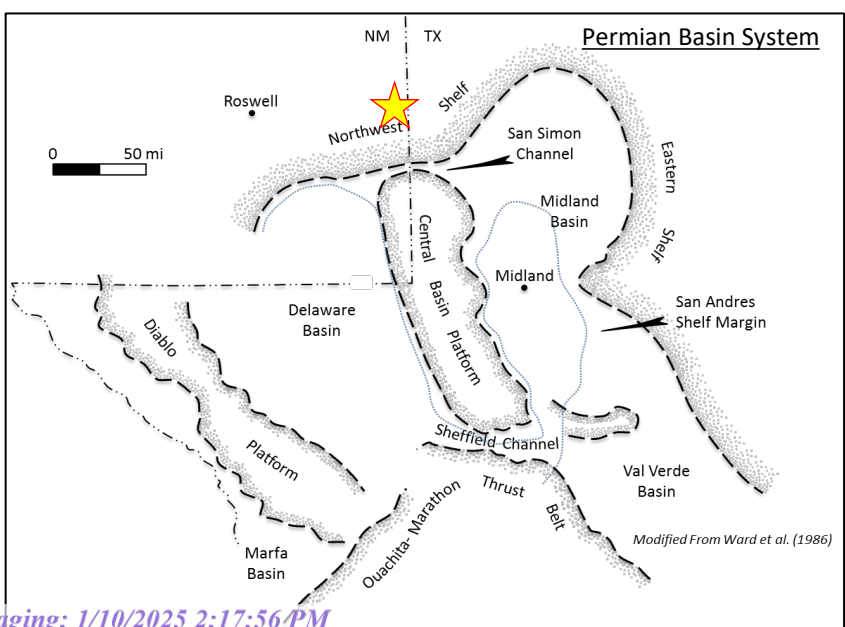 Permian Basin System
NM
TX
Roswell
Northwest
Shelf
0
50 mi
San Simon
Channel
Eastern
Shelf
Midland
Basin
Central
Basin
Platform
Midland
Delaware
Basin
San Andres
Shelf Margin
Diablo
Platform
Sheffield Channel
Val Verde
Basin
Ouachita- Marathon
Thrust
Belt
Marfa
Basin
Modified From Ward et al. (1986)
aging: 1/10/2025 2:17:56 PM